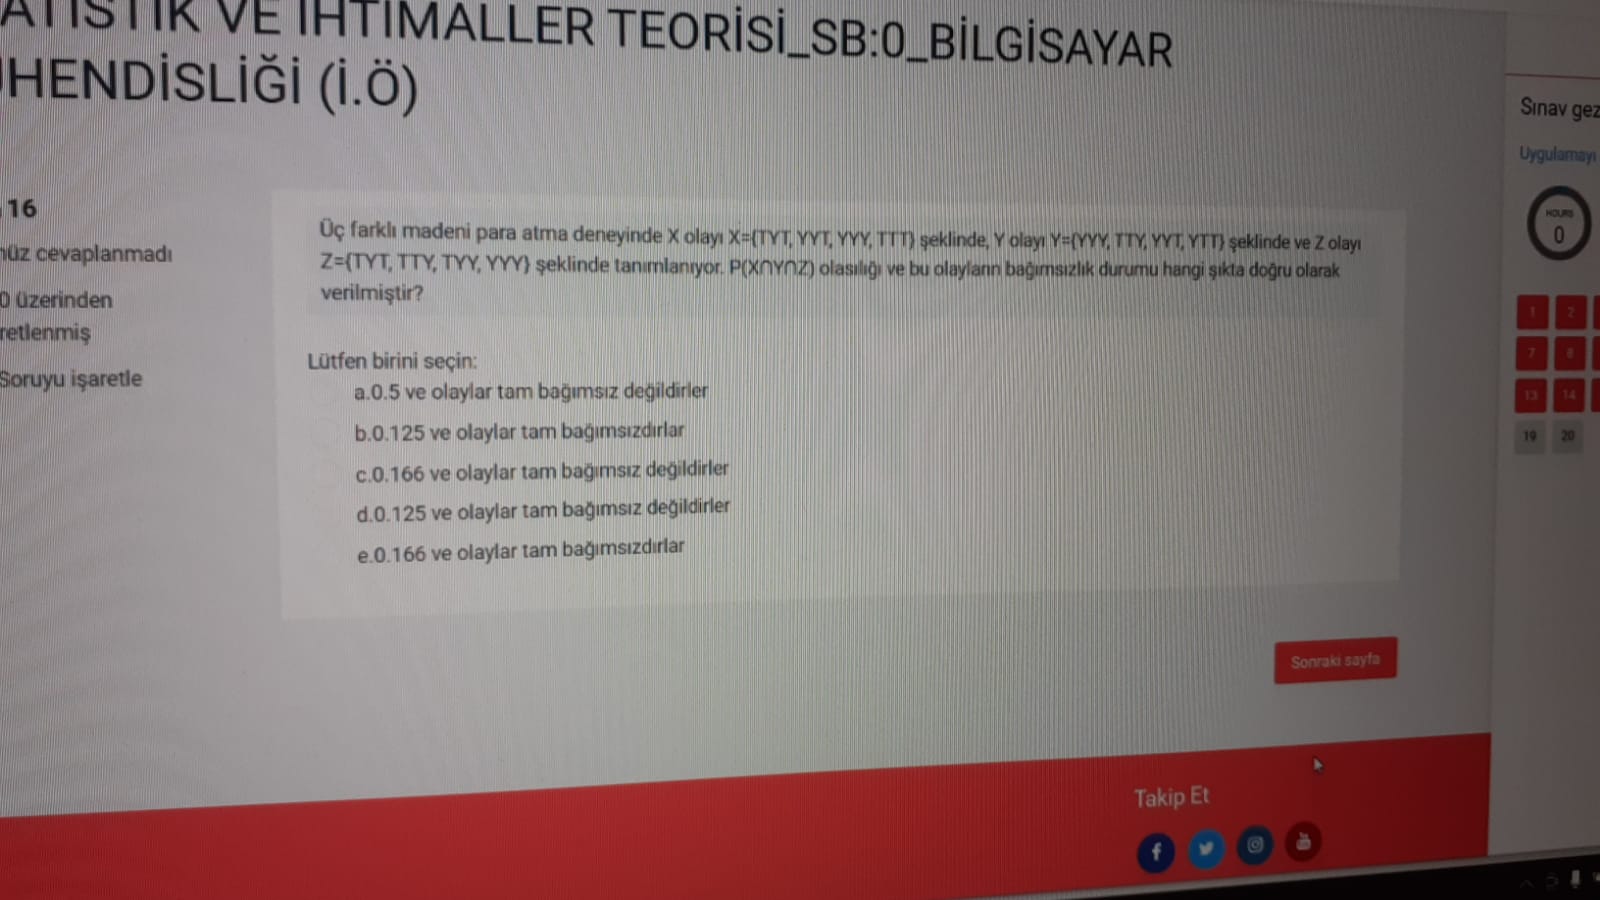 ATİSTİK VE İHTİMALLER TEORİSİ_SB:0_BİLGİSAYAR
HENDİSLİĞİ (İ.Ö)
16
üz cevaplanmadı
0 üzerinden
retlenmiş
Soruyu işaretle
Üç farklı madeni para atma deneyinde X olayı X={TYT, YYT, YYY, TTT} şeklinde, Y olayı Y={YYY, TTY, YYT, YTT} şeklinde ve Z olayı
Z={TYT, TTY, TYY, YYY} şeklinde tanımlanıyor. P(X∩Y∩Z) olasılığı ve bu olayların bağımsızlık durumu hangi şıkta doğru olarak
verilmiştir?
Lütfen birini seçin:
a.0.5 ve olaylar tam bağımsız değildirler
b.0.125 ve olaylar tam bağımsızdırlar
c.0.166 ve olaylar tam bağımsız değildirler
d.0.125 ve olaylar tam bağımsız değildirler
e.0.166 ve olaylar tam bağımsızdırlar
Sonraki sayfa
Sınav gez
Uygulamayı
HOURS
0
1 2
7 8
13 14
19 20
Takip Et